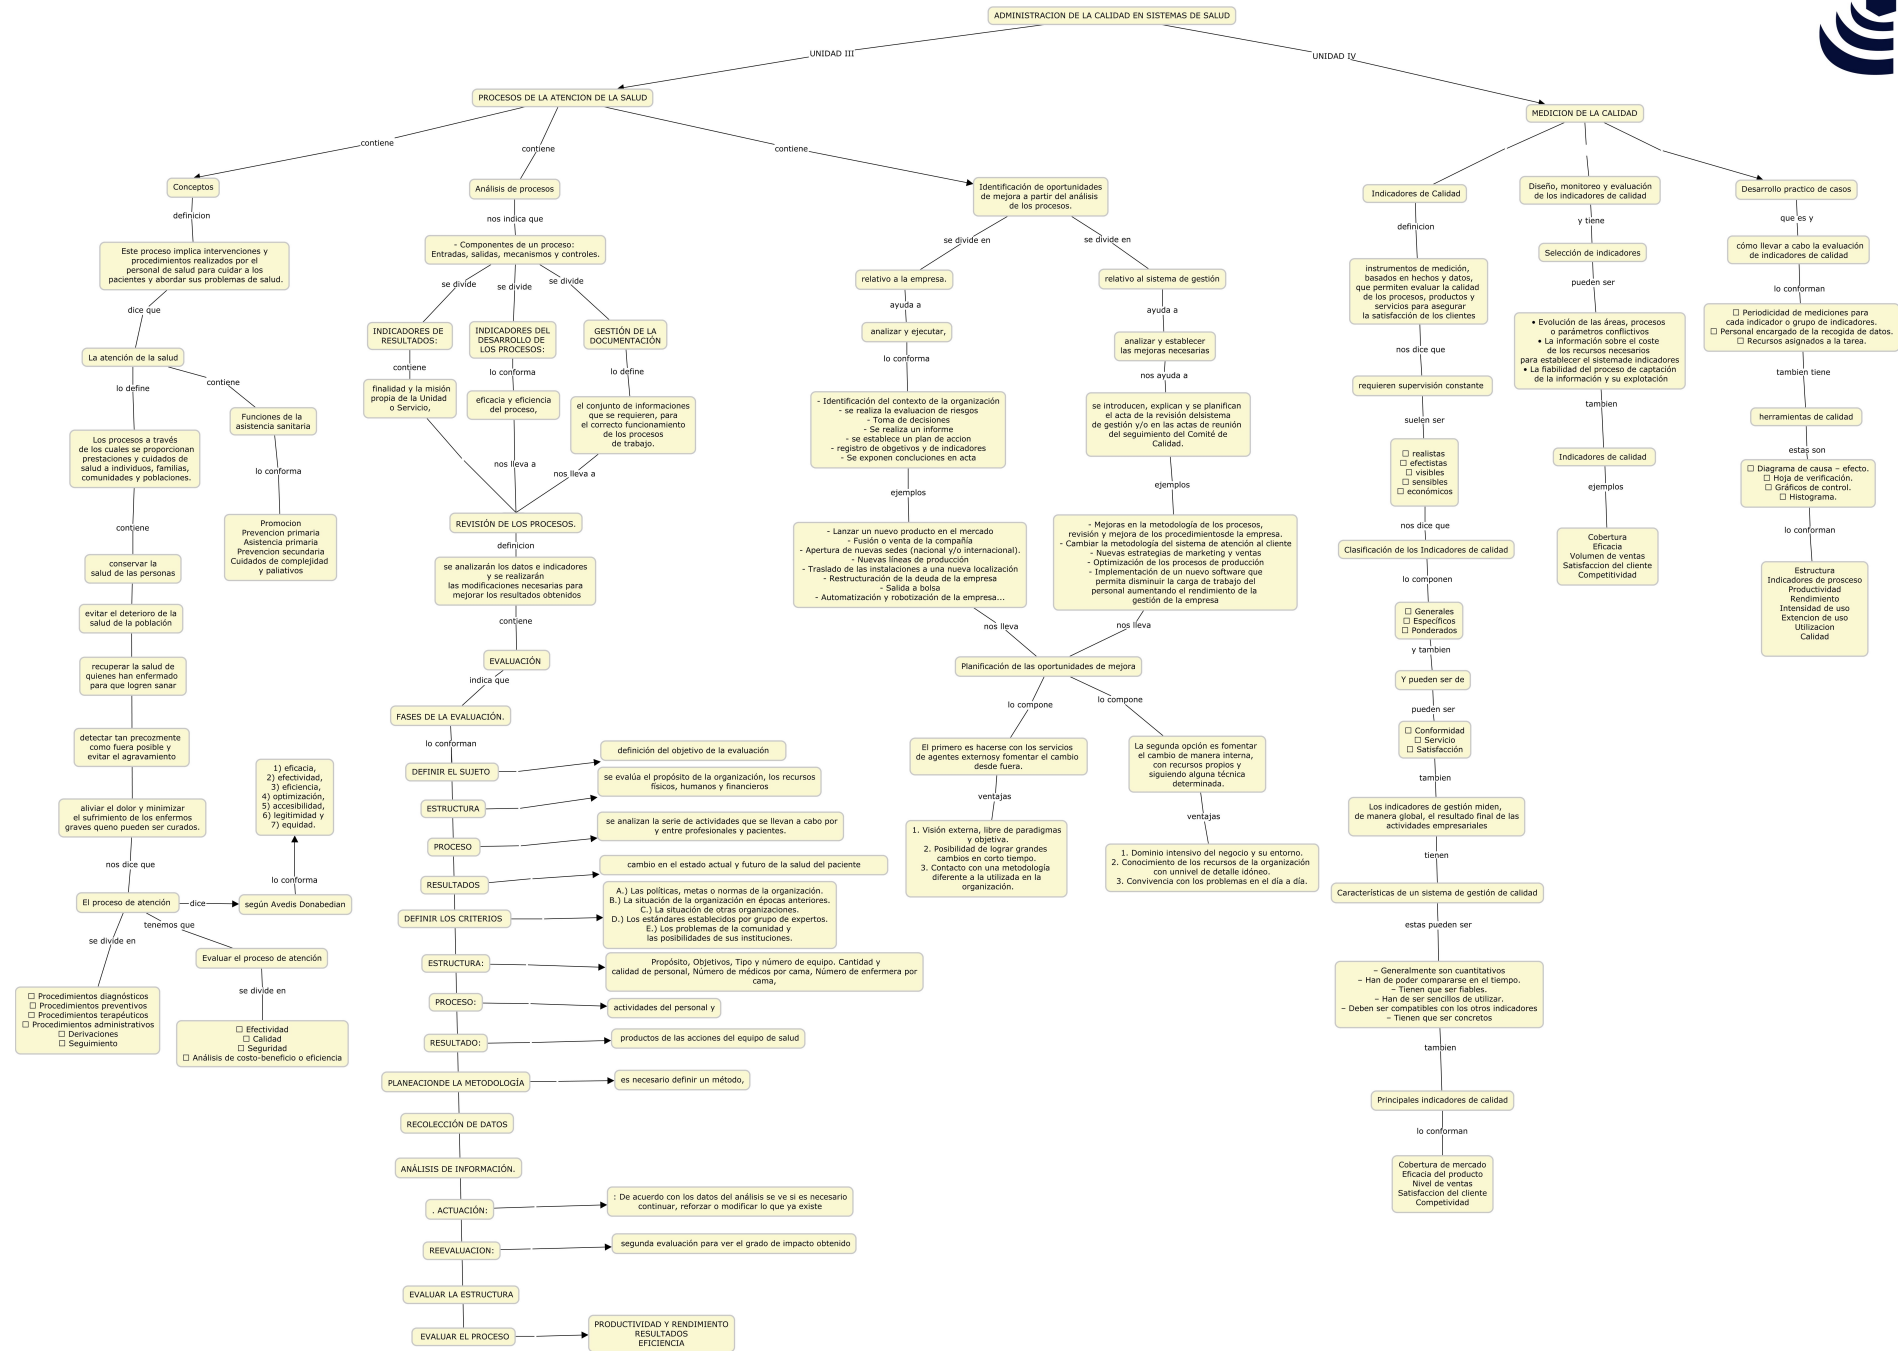 ADMINISTRACION DE LA CALIDAD EN SISTEMAS DE SALUD
UNIDAD III
UNIDAD IV
PROCESOS DE LA ATENCION DE LA SALUD
contiene
contiene
contiene
Conceptos
definicion
Este proceso implica intervenciones y
procedimientos realizados por el
personal de salud para cuidar a los
pacientes y abordar sus problemas de salud.
dice que
La atención de la salud
lo define
contiene
Los procesos a través
de los cuales se proporcionan
prestaciones y cuidados de
salud a individuos, familias,
comunidades y poblaciones.
contiene
conservar la
salud de las personas
evitar el deterioro de la
salud de la población
recuperar la salud de
quienes han enfermado
para que logren sanar
detectar tan precozmente
como fuera posible y
evitar el agravamiento
aliviar el dolor y minimizar
el sufrimiento de los enfermos
graves queno pueden ser curados.
nos dice que
El proceso de atención
dice
según Avedis Donabedian
lo conforma
1) eficacia,
2) efectividad,
3) eficiencia,
4) optimización,
5) accesibilidad,
6) legitimidad y
7) equidad.
se divide en
☐ Procedimientos diagnósticos
☐ Procedimientos preventivos
☐ Procedimientos terapéuticos
☐ Procedimientos administrativos
☐ Derivaciones
☐ Seguimiento
tenemos que
Evaluar el proceso de atención
se divide en
☐ Efectividad
☐ Calidad
☐ Seguridad
☐ Análisis de costo-beneficio o eficiencia
Funciones de la
asistencia sanitaria
lo conforma
Promocion
Prevencion primaria
Asistencia primaria
Prevencion secundaria
Cuidados de complejidad
y paliativos
Análisis de procesos
nos indica que
- Componentes de un proceso:
Entradas, salidas, mecanismos y controles.
se divide
se divide
se divide
INDICADORES DE
RESULTADOS:
contiene
finalidad y la misión
propia de la Unidad
o Servicio,
INDICADORES DEL
DESARROLLO DE
LOS PROCESOS:
lo conforma
eficacia y eficiencia
del proceso,
nos lleva a
GESTIÓN DE LA
DOCUMENTACIÓN
lo define
el conjunto de informaciones
que se requieren, para
el correcto funcionamiento
de los procesos
de trabajo.
nos lleva a
REVISIÓN DE LOS PROCESOS.
definicion
se analizarán los datos e indicadores
y se realizarán
las modificaciones necesarias para
mejorar los resultados obtenidos
contiene
EVALUACIÓN
indica que
FASES DE LA EVALUACIÓN.
lo conforman
DEFINIR EL SUJETO
definición del objetivo de la evaluación
ESTRUCTURA
se evalúa el propósito de la organización, los recursos
físicos, humanos y financieros
PROCESO
se analizan la serie de actividades que se llevan a cabo por
y entre profesionales y pacientes.
RESULTADOS
cambio en el estado actual y futuro de la salud del paciente
DEFINIR LOS CRITERIOS
A.) Las políticas, metas o normas de la organización.
B.) La situación de la organización en épocas anteriores.
C.) La situación de otras organizaciones.
D.) Los estándares establecidos por grupo de expertos.
E.) Los problemas de la comunidad y
las posibilidades de sus instituciones.
ESTRUCTURA:
Propósito, Objetivos, Tipo y número de equipo. Cantidad y
calidad de personal, Número de médicos por cama, Número de enfermera por
cama,
PROCESO:
actividades del personal y
RESULTADO:
productos de las acciones del equipo de salud
PLANEACIONDE LA METODOLOGÍA
es necesario definir un método,
RECOLECCIÓN DE DATOS
ANÁLISIS DE INFORMACIÓN.
. ACTUACIÓN:
: De acuerdo con los datos del análisis se ve si es necesario
continuar, reforzar o modificar lo que ya existe
REEVALUACION:
segunda evaluación para ver el grado de impacto obtenido
EVALUAR LA ESTRUCTURA
EVALUAR EL PROCESO
PRODUCTIVIDAD Y RENDIMIENTO
RESULTADOS
EFICIENCIA
Identificación de oportunidades
de mejora a partir del análisis
de los procesos.
se divide en
se divide en
relativo a la empresa.
ayuda a
analizar y ejecutar,
lo conforma
- Identificación del contexto de la organización
- se realiza la evaluacion de riesgos
- Toma de decisiones
- Se realiza un informe
- se establece un plan de accion
- registro de obgetivos y de indicadores
- Se exponen concluciones en acta
ejemplos
- Lanzar un nuevo producto en el mercado
- Fusión o venta de la compañía
- Apertura de nuevas sedes (nacional y/o internacional).
- Nuevas líneas de producción
- Traslado de las instalaciones a una nueva localización
- Restructuración de la deuda de la empresa
- Salida a bolsa
- Automatización y robotización de la empresa...
nos lleva
relativo al sistema de gestión
ayuda a
analizar y establecer
las mejoras necesarias
nos ayuda a
se introducen, explican y se planifican
el acta de la revisión delsistema
de gestión y/o en las actas de reunión
del seguimiento del Comité de
Calidad.
ejemplos
- Mejoras en la metodología de los procesos,
revisión y mejora de los procedimientosde la empresa.
- Cambiar la metodología del sistema de atención al cliente
- Nuevas estrategias de marketing y ventas
- Optimización de los procesos de producción
- Implementación de un nuevo software que
permita disminuir la carga de trabajo del
personal aumentando el rendimiento de la
gestión de la empresa
nos lleva
Planificación de las oportunidades de mejora
lo compone
lo compone
El primero es hacerse con los servicios
de agentes externosy fomentar el cambio
desde fuera.
ventajas
1. Visión externa, libre de paradigmas
y objetiva.
2. Posibilidad de lograr grandes
cambios en corto tiempo.
3. Contacto con una metodología
diferente a la utilizada en la
organización.
La segunda opción es fomentar
el cambio de manera interna,
con recursos propios y
siguiendo alguna técnica
determinada.
ventajas
1. Dominio intensivo del negocio y su entorno.
2. Conocimiento de los recursos de la organización
con unnivel de detalle idóneo.
3. Convivencia con los problemas en el día a día.
MEDICION DE LA CALIDAD
Indicadores de Calidad
definicion
instrumentos de medición,
basados en hechos y datos,
que permiten evaluar la calidad
de los procesos, productos y
servicios para asegurar
la satisfacción de los clientes
nos dice que
requieren supervisión constante
suelen ser
☐ realistas
☐ efectistas
☐ visibles
☐ sensibles
☐ económicos
nos dice que
Clasificación de los Indicadores de calidad
lo componen
☐ Generales
☐ Específicos
☐ Ponderados
y tambien
Y pueden ser de
pueden ser
☐ Conformidad
☐ Servicio
☐ Satisfacción
tambien
Los indicadores de gestión miden,
de manera global, el resultado final de las
actividades empresariales
tienen
Características de un sistema de gestión de calidad
estas pueden ser
– Generalmente son cuantitativos
– Han de poder compararse en el tiempo.
– Tienen que ser fiables.
– Han de ser sencillos de utilizar.
– Deben ser compatibles con los otros indicadores
– Tienen que ser concretos
tambien
Principales indicadores de calidad
lo conforman
Cobertura de mercado
Eficacia del producto
Nivel de ventas
Satisfaccion del cliente
Competividad
Diseño, monitoreo y evaluación
de los indicadores de calidad
y tiene
Selección de indicadores
pueden ser
• Evolución de las áreas, procesos
o parámetros conflictivos
• La información sobre el coste
de los recursos necesarios
para establecer el sistemade indicadores
• La fiabilidad del proceso de captación
de la información y su explotación
tambien
Indicadores de calidad
ejemplos
Cobertura
Eficacia
Volumen de ventas
Satisfaccion del cliente
Competitividad
Desarrollo practico de casos
que es y
cómo llevar a cabo la evaluación
de indicadores de calidad
lo conforman
☐ Periodicidad de mediciones para
cada indicador o grupo de indicadores.
☐ Personal encargado de la recogida de datos.
☐ Recursos asignados a la tarea.
tambien tiene
herramientas de calidad
estas son
☐ Diagrama de causa – efecto.
☐ Hoja de verificación.
☐ Gráficos de control.
☐ Histograma.
lo conforman
Estructura
Indicadores de prosceso
Productividad
Rendimiento
Intensidad de uso
Extencion de uso
Utilizacion
Calidad